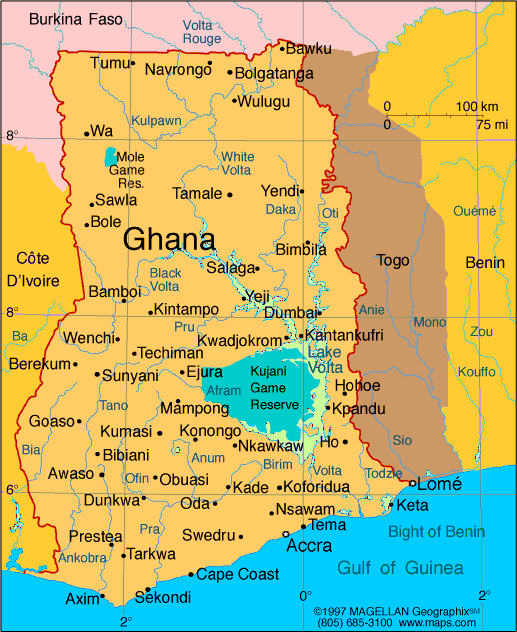 Burkina Faso
Volta
Rouge
Bawku
Tumu
Navrongo
Bolgatanga
Wulugu
0
100 km
0
75 mi
Kulpawn
8°
Wa
8°
Mole
Game
Res.
White
Volta
Sawla
Tamale
Yendi
Daka
Oti
Ouémé
Bole
Ghana
Bimbila
Côte
D'Ivoire
Togo
Benin
Salaga
Black
Volta
Bamboi
Yeji
Kintampo
Dumbai
Anie
Mono
8°
8°
Ba
Pru
Zou
Wenchi
Kwadjokrom
Kantankufri
Techiman
Lake
Volta
Berekum
Sunyani
Ejura
Kujani
Game
Reserve
Afram
Hohoe
Kouffo
Tano
Mampong
Kpandu
Goaso
Kumasi
Konongo
Bia
Bibiani
Anum
Nkawkaw
Ho
Sio
Birim
Volta
Todzie
Awaso
Ofin
Obuasi
Kade
Koforidua
Lomé
6°
6°
Dunkwa
Oda
Nsawam
Keta
Tema
Prestea
Pra
Swedru
Accra
Bight of Benin
Ankobra
Tarkwa
Gulf of Guinea
Cape Coast
Axim
Sekondi
0°
2°
©1997 MAGELLAN Geographix℠
2°
(805) 685-3100 www.maps.com